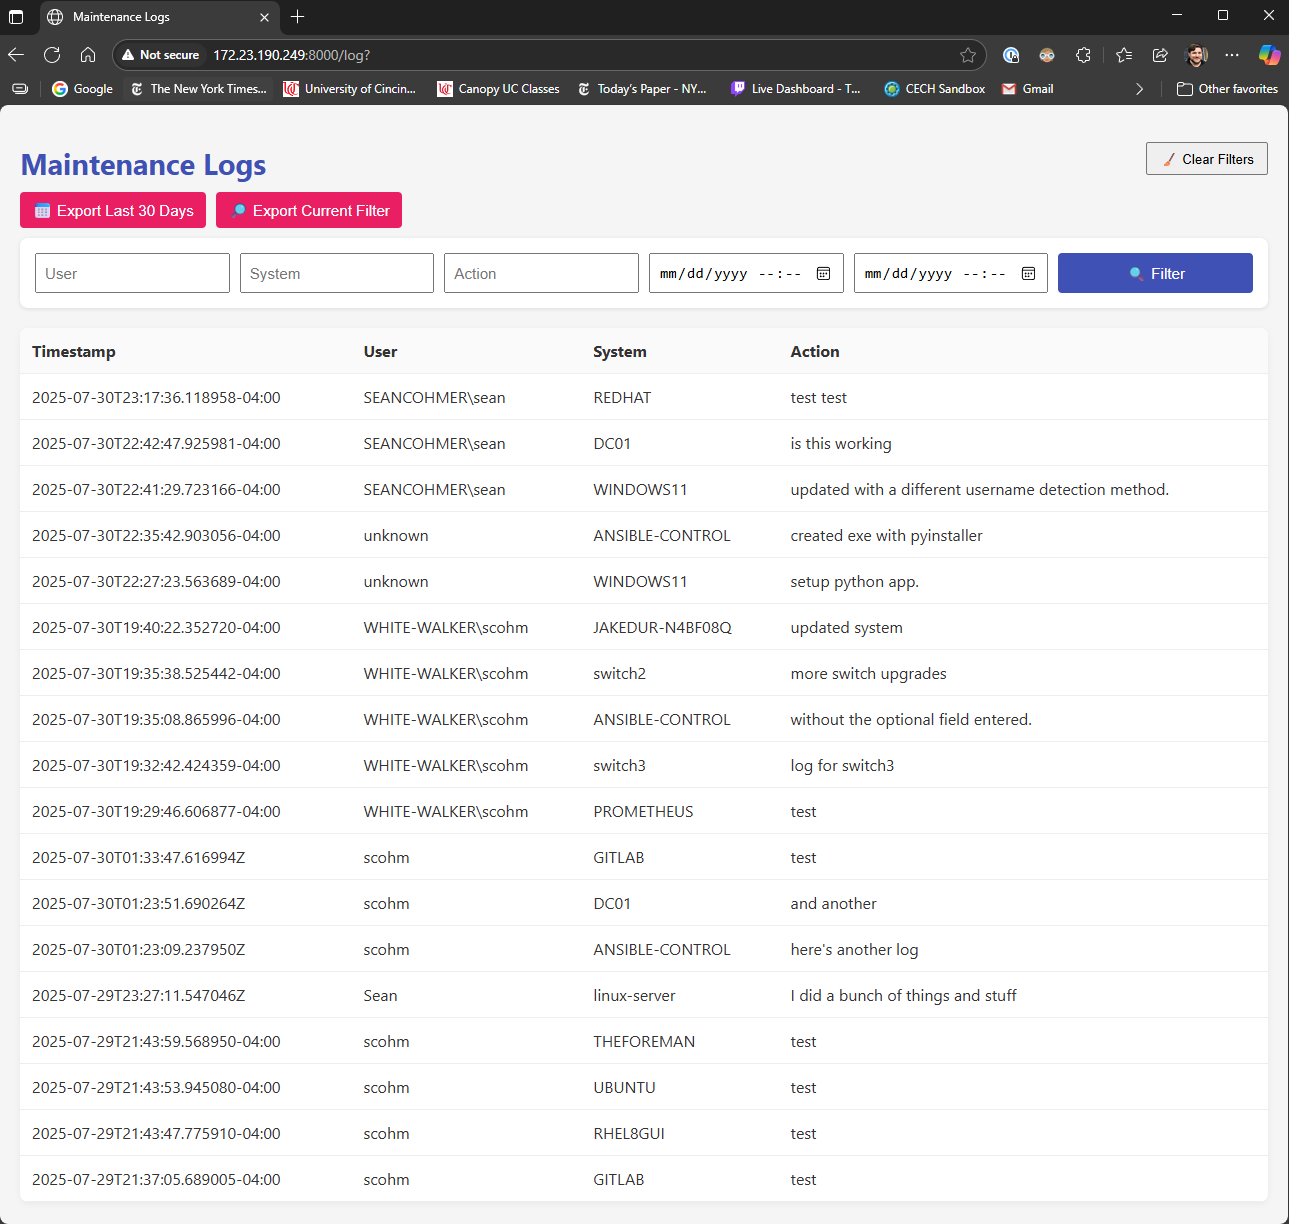 Maintenance Logs
Not secure 172.23.190.249:8000/log?
Google The New York Times... University of Cincin... Canopy UC Classes Today's Paper - NY... Live Dashboard - T... CECH Sandbox Gmail Other favorites
Maintenance Logs
Clear Filters
Export Last 30 Days Export Current Filter
User System Action mm/dd/yyyy --:-- mm/dd/yyyy --:-- Filter
Timestamp User System Action
2025-07-30T23:17:36.118958-04:00 SEANCOHMER\sean REDHAT test test
2025-07-30T22:42:47.925981-04:00 SEANCOHMER\sean DC01 is this working
2025-07-30T22:41:29.723166-04:00 SEANCOHMER\sean WINDOWS11 updated with a different username detection method.
2025-07-30T22:35:42.903056-04:00 unknown ANSIBLE-CONTROL created exe with pyinstaller
2025-07-30T22:27:23.563689-04:00 unknown WINDOWS11 setup python app.
2025-07-30T19:40:22.352720-04:00 WHITE-WALKER\scohm JAKEDUR-N4BF08Q updated system
2025-07-30T19:35:38.525442-04:00 WHITE-WALKER\scohm switch2 more switch upgrades
2025-07-30T19:35:08.865996-04:00 WHITE-WALKER\scohm ANSIBLE-CONTROL without the optional field entered.
2025-07-30T19:32:42.424359-04:00 WHITE-WALKER\scohm switch3 log for switch3
2025-07-30T19:29:46.606877-04:00 WHITE-WALKER\scohm PROMETHEUS test
2025-07-30T01:33:47.616994Z scohm GITLAB test
2025-07-30T01:23:51.690264Z scohm DC01 and another
2025-07-30T01:23:09.237950Z scohm ANSIBLE-CONTROL here's another log
2025-07-29T23:27:11.547046Z Sean linux-server I did a bunch of things and stuff
2025-07-29T21:43:59.568950-04:00 scohm THEFOREMAN test
2025-07-29T21:43:53.945080-04:00 scohm UBUNTU test
2025-07-29T21:43:47.775910-04:00 scohm RHEL8GUI test
2025-07-29T21:37:05.689005-04:00 scohm GITLAB test